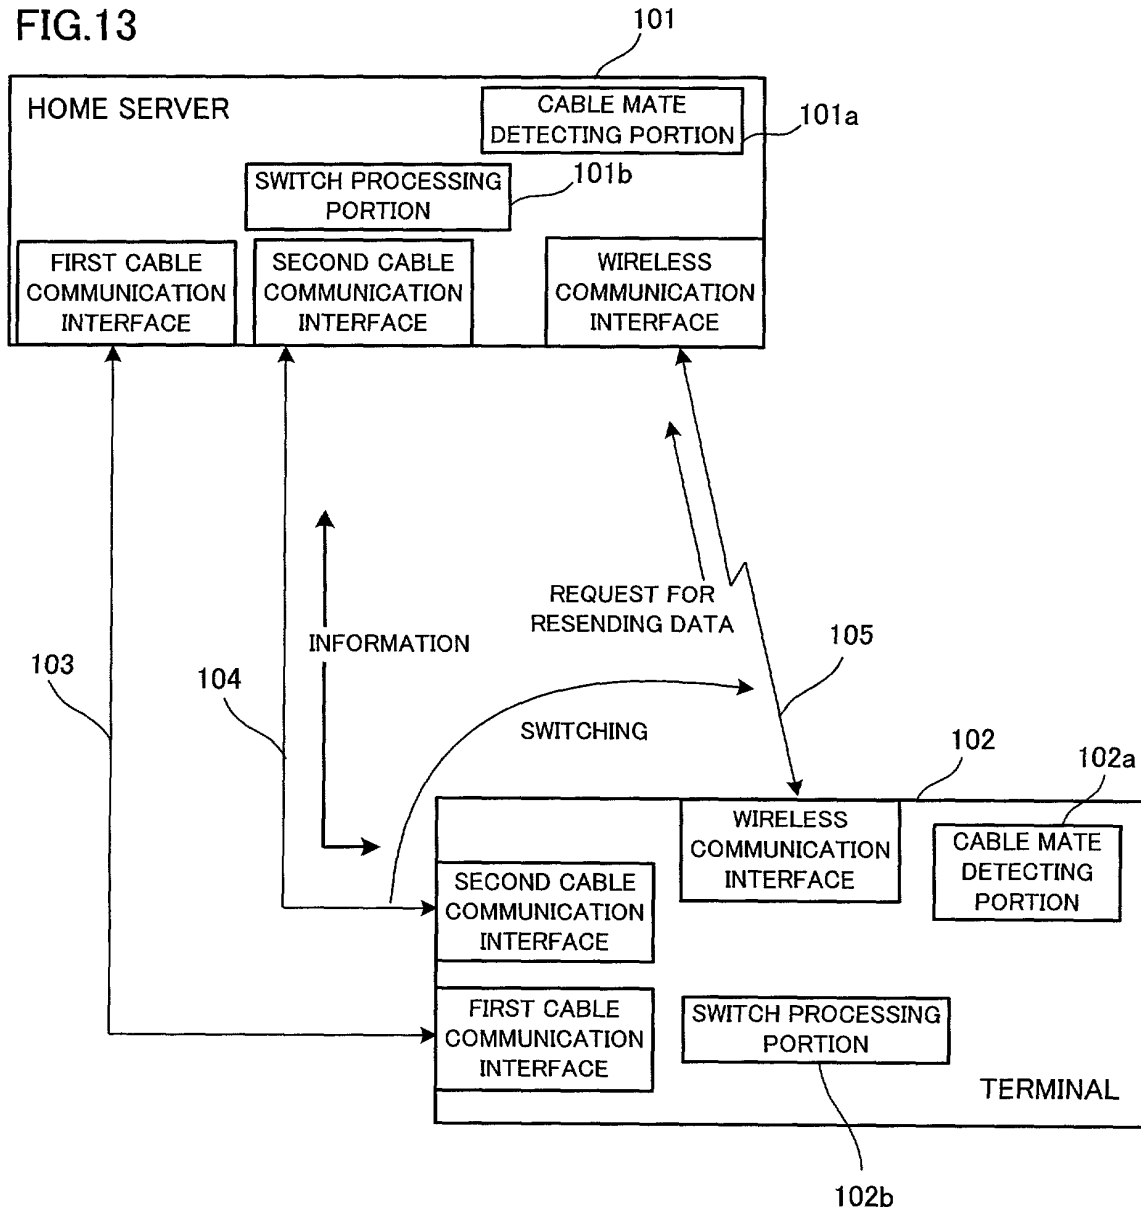 FIG.13
101
HOME SERVER
CABLE MATE
DETECTING PORTION
101a
SWITCH PROCESSING
PORTION
101b
FIRST CABLE
COMMUNICATION
INTERFACE
SECOND CABLE
COMMUNICATION
INTERFACE
WIRELESS
COMMUNICATION
INTERFACE
REQUEST FOR
RESENDING DATA
INFORMATION
103
104
105
SWITCHING
102
102a
WIRELESS
COMMUNICATION
INTERFACE
CABLE MATE
DETECTING
PORTION
SECOND CABLE
COMMUNICATION
INTERFACE
FIRST CABLE
COMMUNICATION
INTERFACE
SWITCH PROCESSING
PORTION
TERMINAL
102b